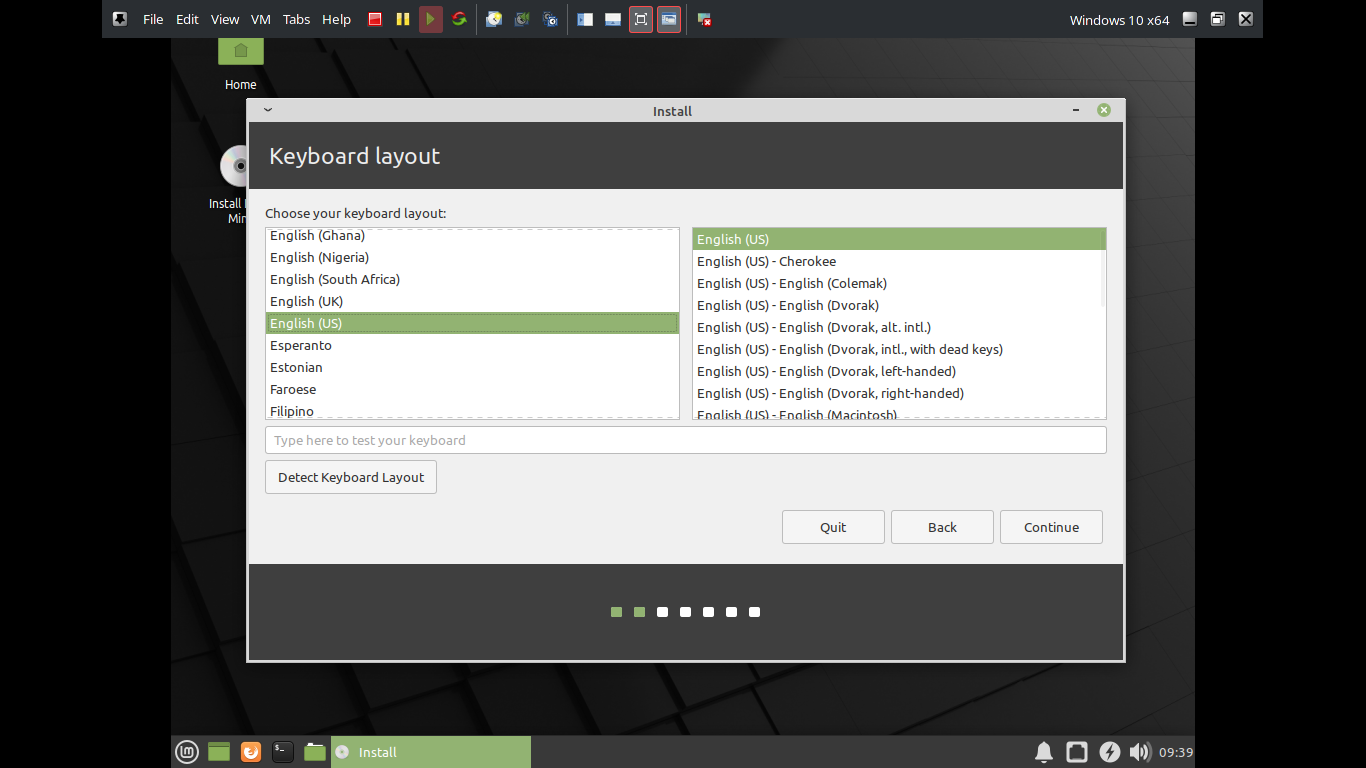 File Edit View VM Tabs Help
Windows 10 x64
Home
Install
Install
Keyboard layout
Choose your keyboard layout:
English (Ghana)
English (Nigeria)
English (South Africa)
English (UK)
English (US)
Esperanto
Estonian
Faroese
Filipino
English (US)
English (US) - Cherokee
English (US) - English (Colemak)
English (US) - English (Dvorak)
English (US) - English (Dvorak, alt. intl.)
English (US) - English (Dvorak, intl., with dead keys)
English (US) - English (Dvorak, left-handed)
English (US) - English (Dvorak, right-handed)
English (US) - English (Macintosh)
Type here to test your keyboard
Detect Keyboard Layout
Quit Back Continue
Install
09:39